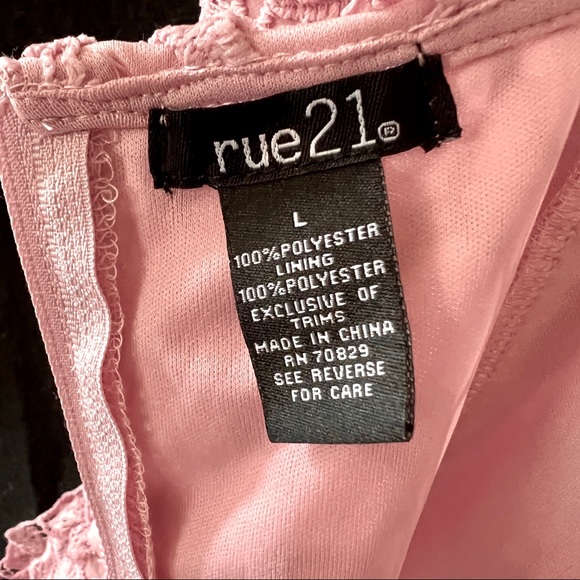 rue21®
L
100%POLYESTER
LINING
100%POLYESTER
EXCLUSIVE OF
TRIMS
MADE IN CHINA
RN 70829
SEE REVERSE
FOR CARE